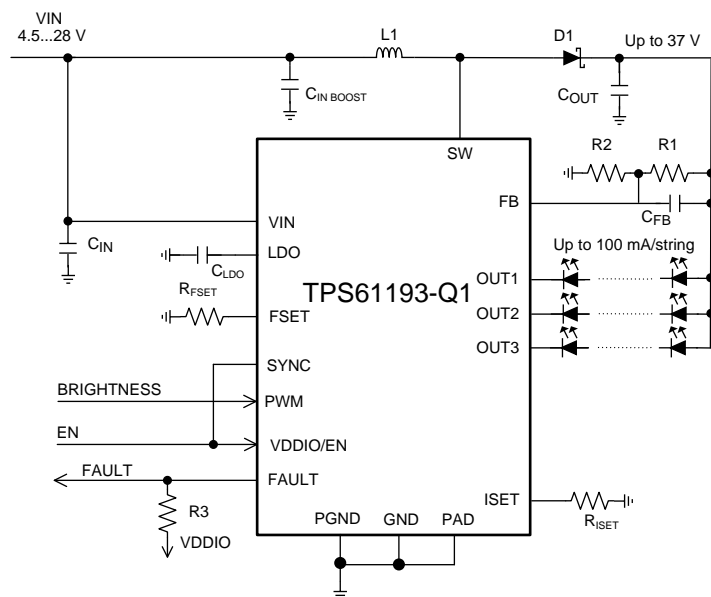 VIN
4.5...28 V
L1
D1
Up to 37 V
CIN BOOST
COUT
SW
R2
R1
FB
CFB
VIN
CIN
LDO
CLDO
Up to 100 mA/string
RFSET
TPS61193-Q1
OUT1
FSET
OUT2
OUT3
SYNC
BRIGHTNESS
PWM
EN
VDDIO/EN
FAULT
FAULT
ISET
R3
RISET
PGND
GND
PAD
VDDIO